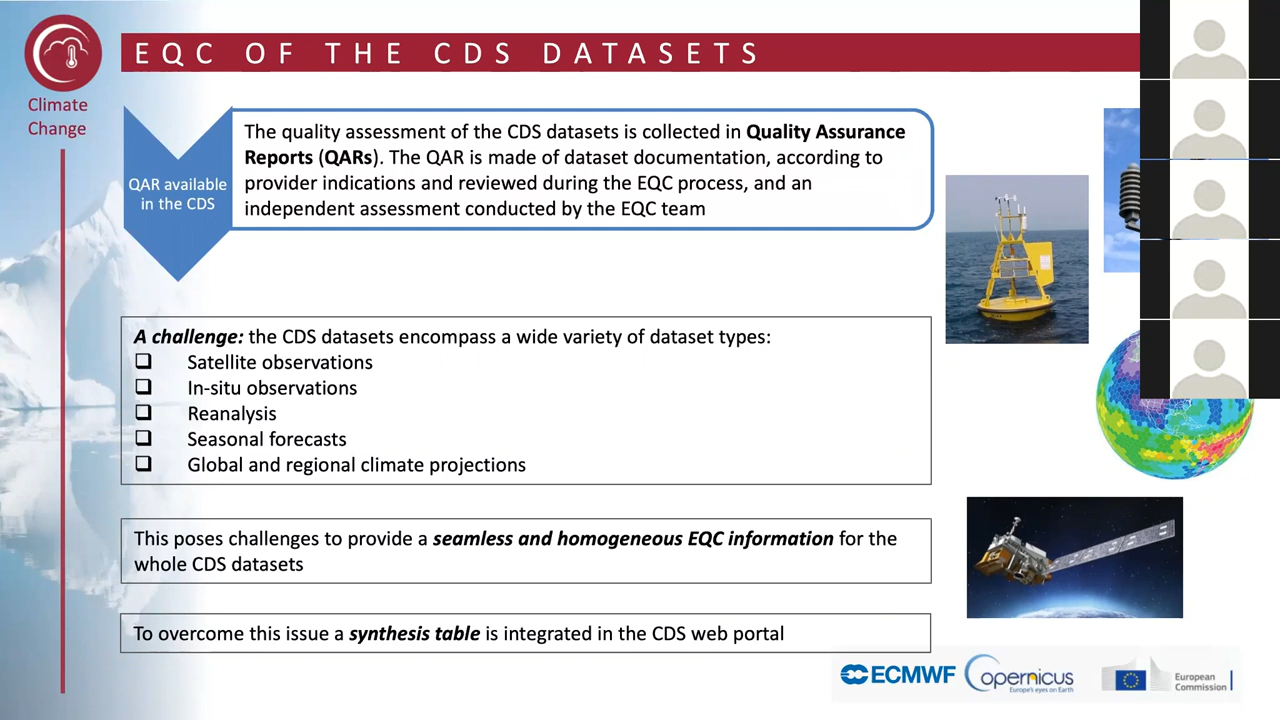 EQC OF THE CDS DATASETS
Climate
Change
QAR available
in the CDS
The quality assessment of the CDS datasets is collected in Quality Assurance
Reports (QARs). The QAR is made of dataset documentation, according to
provider indications and reviewed during the EQC process, and an
independent assessment conducted by the EQC team
A challenge: the CDS datasets encompass a wide variety of dataset types:
Satellite observations
In-situ observations
Reanalysis
Seasonal forecasts
Global and regional climate projections
This poses challenges to provide a seamless and homogeneous EQC information for the
whole CDS datasets
To overcome this issue a synthesis table is integrated in the CDS web portal
ECMWF
Copernicus
Europe's eyes on Earth
European
Commission